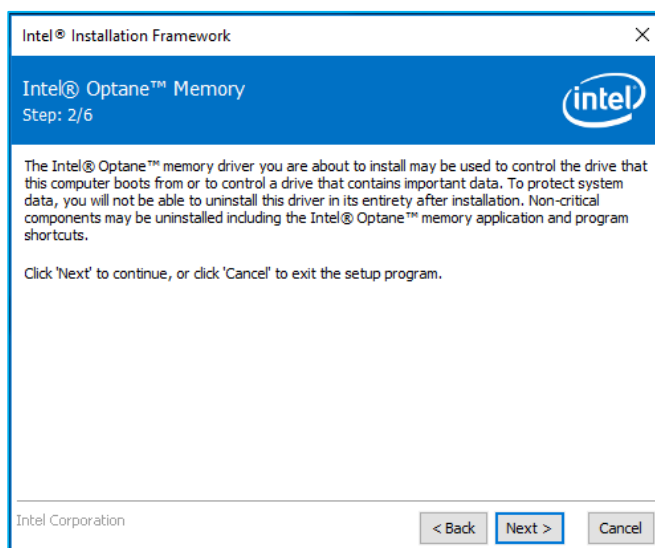 Intel® Installation Framework
Intel® Optane™ Memory
Step: 2/6
intel
The Intel® Optane™ memory driver you are about to install may be used to control the drive that
this computer boots from or to control a drive that contains important data. To protect system
data, you will not be able to uninstall this driver in its entirety after installation. Non-critical
components may be uninstalled including the Intel® Optane™ memory application and program
shortcuts.
Click 'Next' to continue, or click 'Cancel' to exit the setup program.
Intel Corporation
< Back Next > Cancel